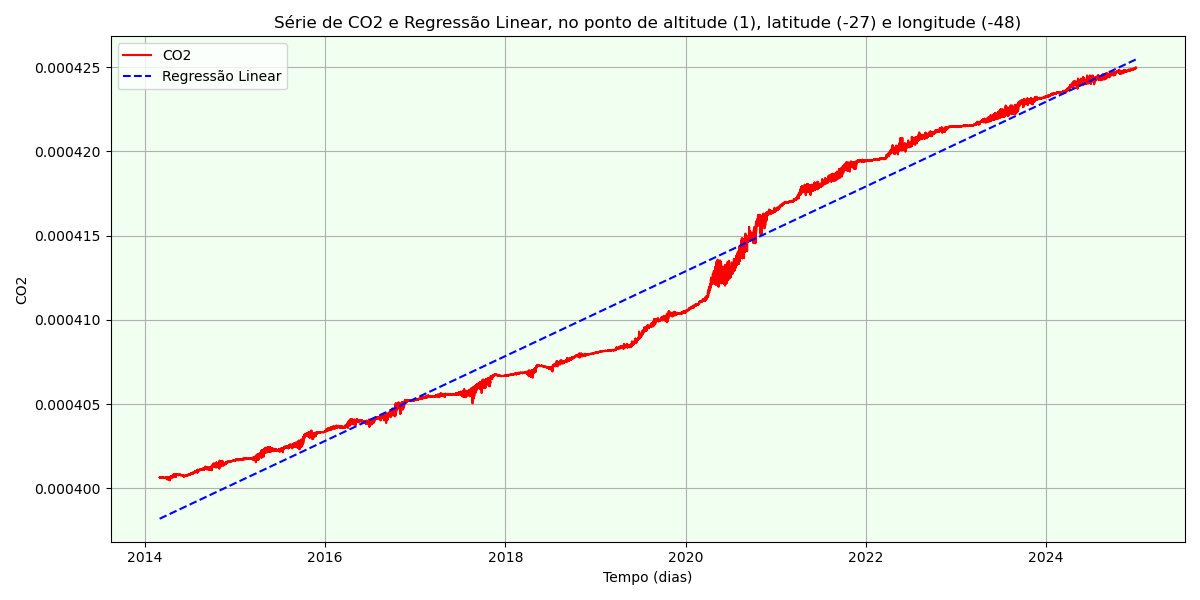 Série de CO2 e Regressão Linear, no ponto de altitude (1), latitude (-27) e longitude (-48)
CO2
Regressão Linear
0.000425
0.000420
0.000415
0.000410
0.000405
0.000400
CO2
2014
2016
2018
2020
2022
2024
Tempo (dias)